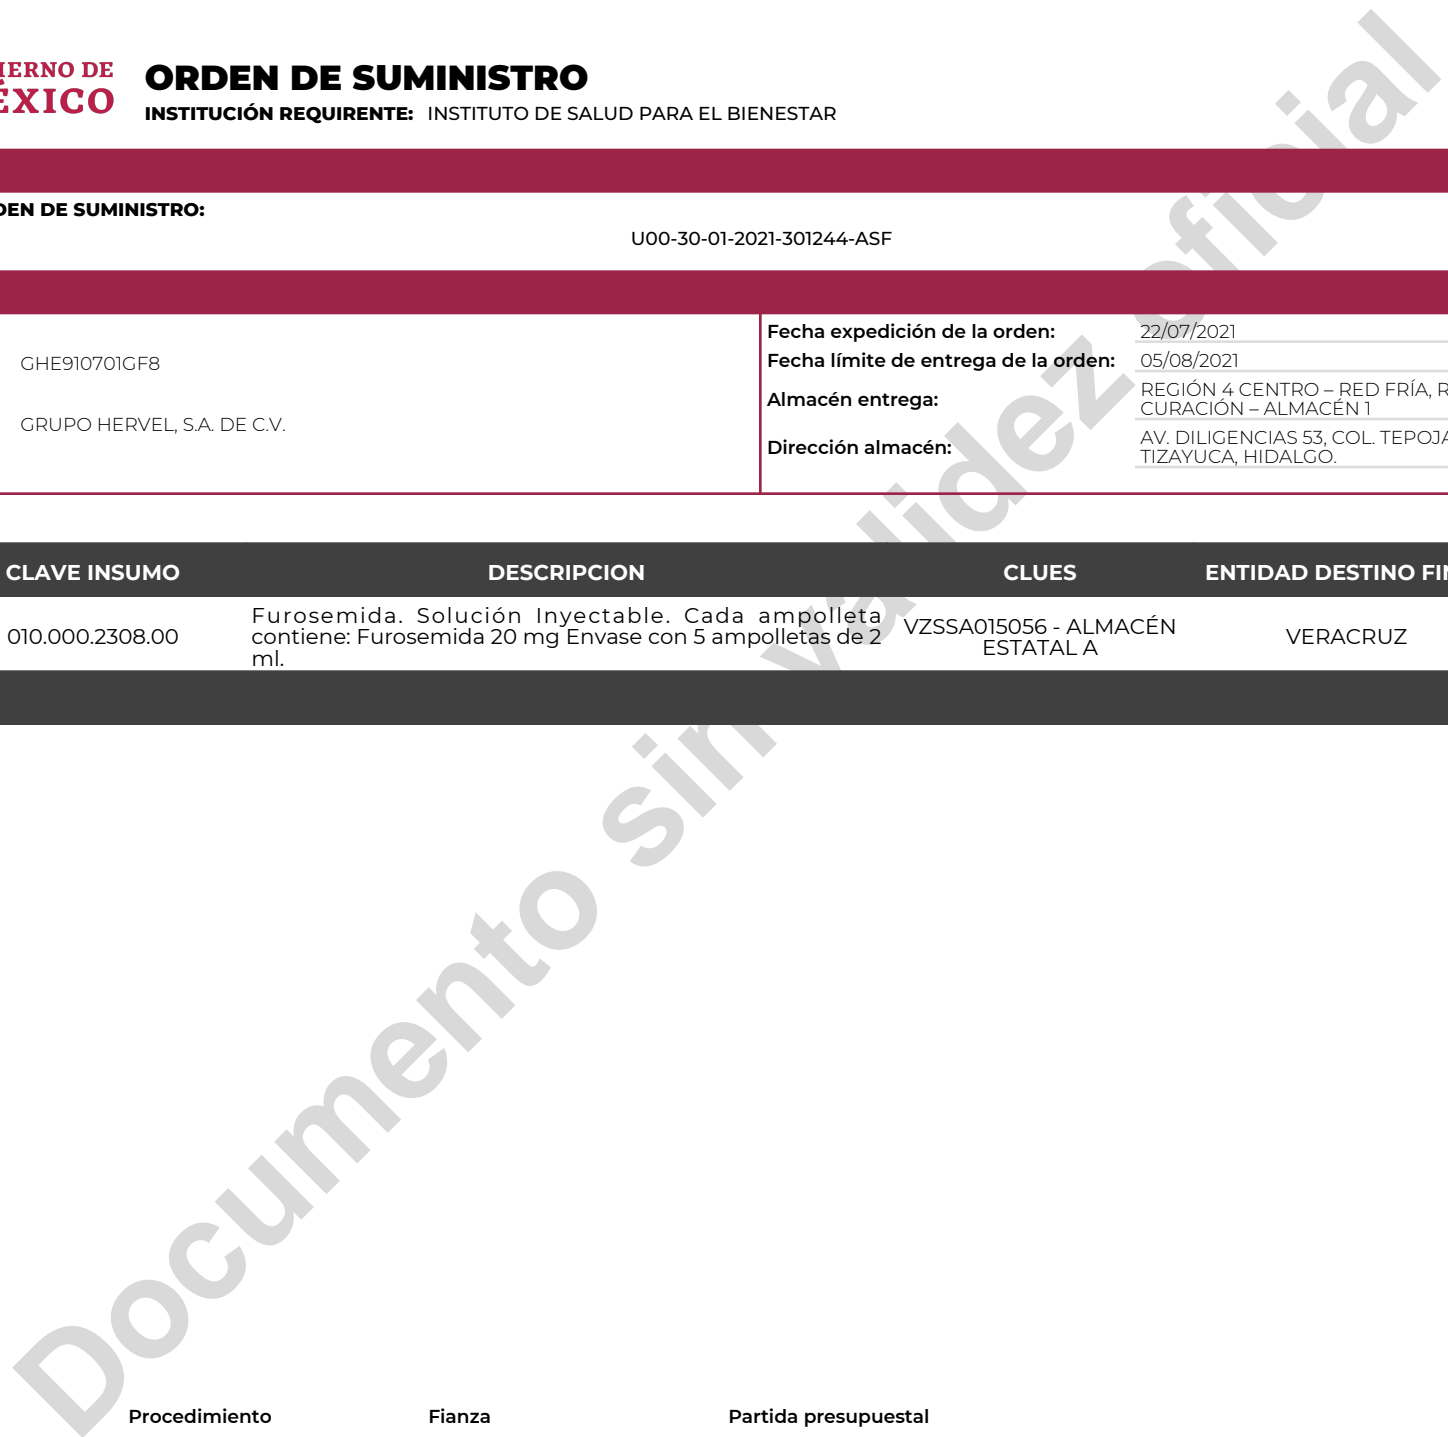 IERNO DE
ÉXICO
ORDEN DE SUMINISTRO
INSTITUCIÓN REQUIRENTE: INSTITUTO DE SALUD PARA EL BIENESTAR
DEN DE SUMINISTRO:
U00-30-01-2021-301244-ASF
GHE910701GF8
GRUPO HERVEL, S.A. DE C.V.
Fecha expedición de la orden: 22/07/2021
Fecha límite de entrega de la orden: 05/08/2021
Almacén entrega: REGIÓN 4 CENTRO – RED FRÍA, R
CURACIÓN – ALMACÉN 1
Dirección almacén: AV. DILIGENCIAS 53, COL. TEPOJA
TIZAYUCA, HIDALGO.
CLAVE INSUMO DESCRIPCION CLUES ENTIDAD DESTINO FIN
010.000.2308.00
Furosemida. Solución Inyectable. Cada ampolleta
contiene: Furosemida 20 mg Envase con 5 ampolletas de 2
ml.
VZSSA015056 - ALMACÉN
ESTATAL A
VERACRUZ
Documento sin validez oficial
Procedimiento Fianza Partida presupuestal